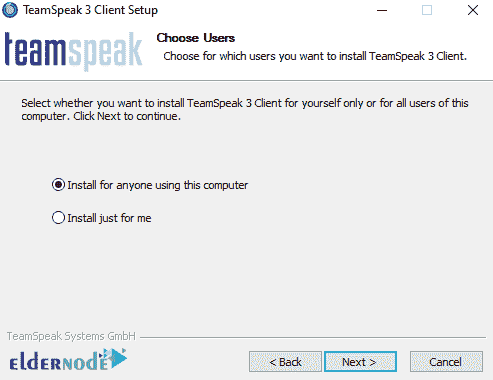 TeamSpeak 3 Client Setup
teamspeak
Choose Users
Choose for which users you want to install TeamSpeak 3 Client.
Select whether you want to install TeamSpeak 3 Client for yourself only or for all users of this
computer. Click Next to continue.
Install for anyone using this computer
Install just for me
TeamSpeak Systems GmbH
ELDERNODE
< Back
Next >
Cancel